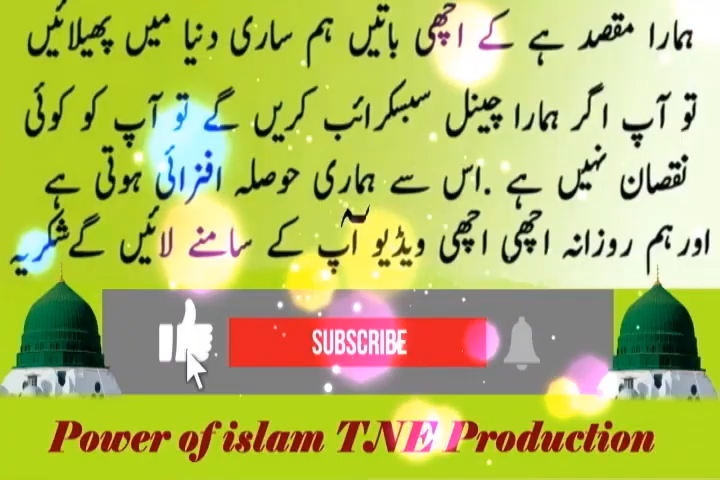 ہمارا مقصد ہے کے اچھی باتیں ہم ساری دنیا میں پھیلائیں
تو آپ اگر ہمارا چینل سبسکرائب کریں گے تو آپ کو کوئی
نقصان نہیں ہے .اس سے ہماری حوصلہ افزائی ہوتی ہے
اور ہم روزانہ اچھی اچھی ویڈیو آپ کے سامنے لائیں گے شکریہ
SUBSCRIBE
Power of islam TNE Production